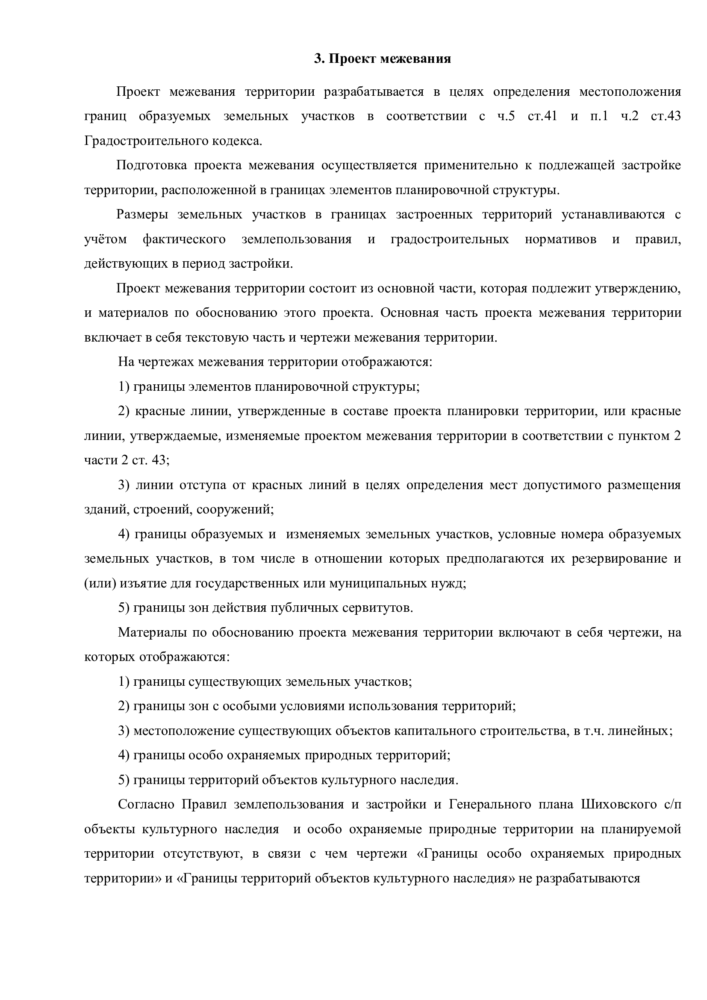 3. Проект межевания
Проект межевания территории разрабатывается в целях определения местоположения
границ образуемых земельных участков в соответствии с ч.5 ст.41 и п.1 ч.2 ст.43
Градостроительного кодекса.
Подготовка проекта межевания осуществляется применительно к подлежащей застройке
территории, расположенной в границах элементов планировочной структуры.
Размеры земельных участков в границах застроенных территорий устанавливаются с
учётом фактического землепользования и градостроительных нормативов и правил,
действующих в период застройки.
Проект межевания территории состоит из основной части, которая подлежит утверждению,
и материалов по обоснованию этого проекта. Основная часть проекта межевания территории
включает в себя текстовую часть и чертежи межевания территории.
На чертежах межевания территории отображаются:
1) границы элементов планировочной структуры;
2) красные линии, утвержденные в составе проекта планировки территории, или красные
линии, утверждаемые, изменяемые проектом межевания территории в соответствии с пунктом 2
части 2 ст. 43;
3) линии отступа от красных линий в целях определения мест допустимого размещения
зданий, строений, сооружений;
4) границы образуемых и  изменяемых земельных участков, условные номера образуемых
земельных участков, в том числе в отношении которых предполагаются их резервирование и
(или) изъятие для государственных или муниципальных нужд;
5) границы зон действия публичных сервитутов.
Материалы по обоснованию проекта межевания территории включают в себя чертежи, на
которых отображаются:
1) границы существующих земельных участков;
2) границы зон с особыми условиями использования территорий;
3) местоположение существующих объектов капитального строительства, в т.ч. линейных;
4) границы особо охраняемых природных территорий;
5) границы территорий объектов культурного наследия.
Согласно Правил землепользования и застройки и Генерального плана Шиховского с/п
объекты культурного наследия  и особо охраняемые природные территории на планируемой
территории отсутствуют, в связи с чем чертежи «Границы особо охраняемых природных
территории» и «Границы территорий объектов культурного наследия» не разрабатываются